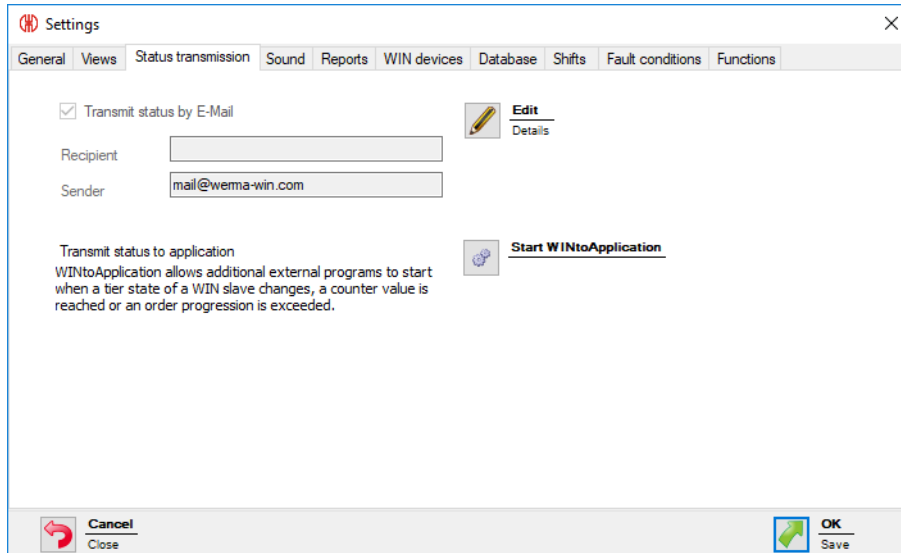 Settings
General Views Status transmission Sound Reports WIN devices Database Shifts Fault conditions Functions
Transmit status by E-Mail
Edit
Details
Recipient
Sender mail@werma-win.com
Transmit status to application
Start WINtoApplication
WINtoApplication allows additional external programs to start
when a tier state of a WIN slave changes, a counter value is
reached or an order progression is exceeded.
Cancel
Close
OK
Save